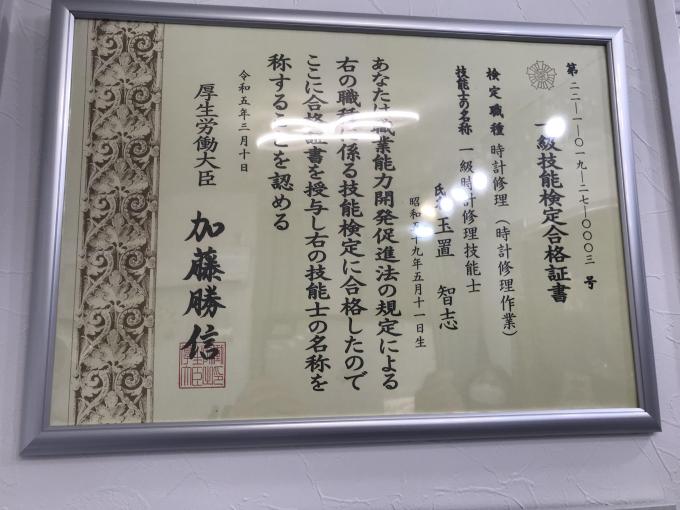 第二二―一―〇一九―二七―〇〇〇三号
一級技能検定合格証書
検定職種 時計修理（時計修理作業）
技能士の名称 一級時計修理技能士
氏名 玉置 智志
昭和五十九年五月十一日生
あなたは職業能力開発促進法の規定による
右の職種に係る技能検定に合格したので
ここに合格証書を授与し右の技能士の名称を
称することを認める
令和五年三月十日
厚生労働大臣 加藤勝信